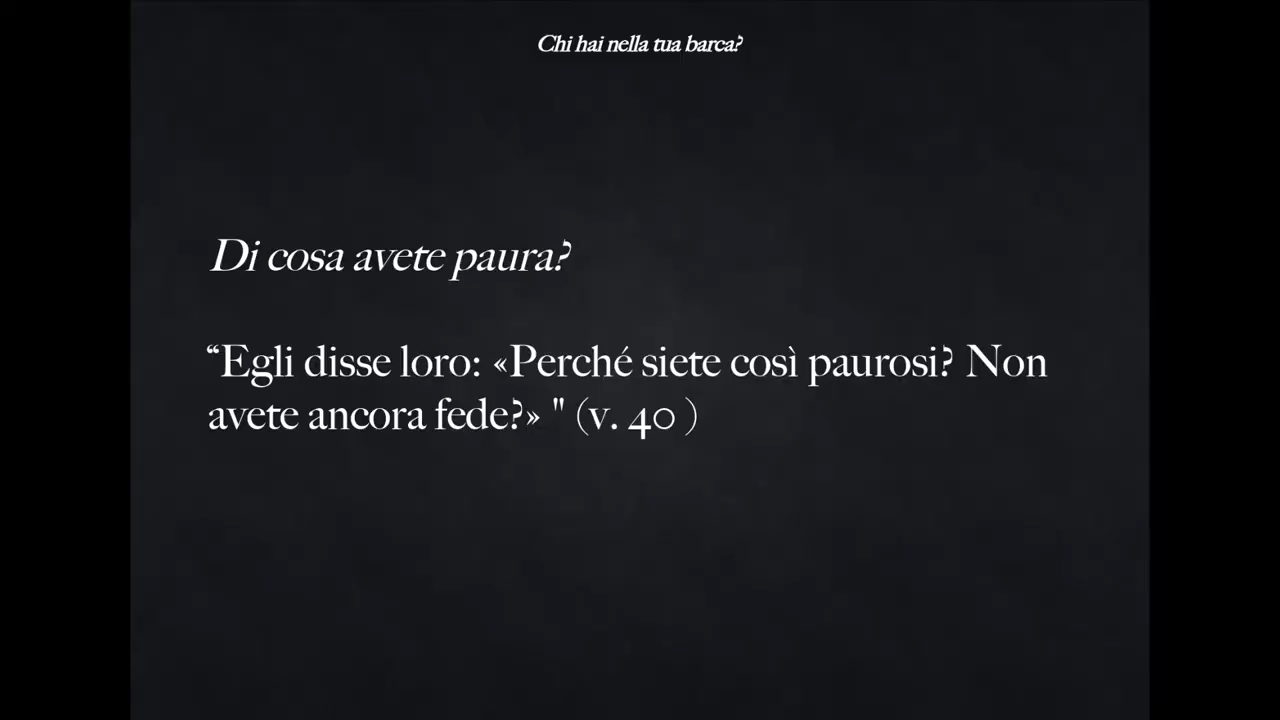 Chi hai nella tua barca?
Di cosa avete paura?
“Egli disse loro: «Perché siete così paurosi? Non
avete ancora fede?» " (v. 40 )